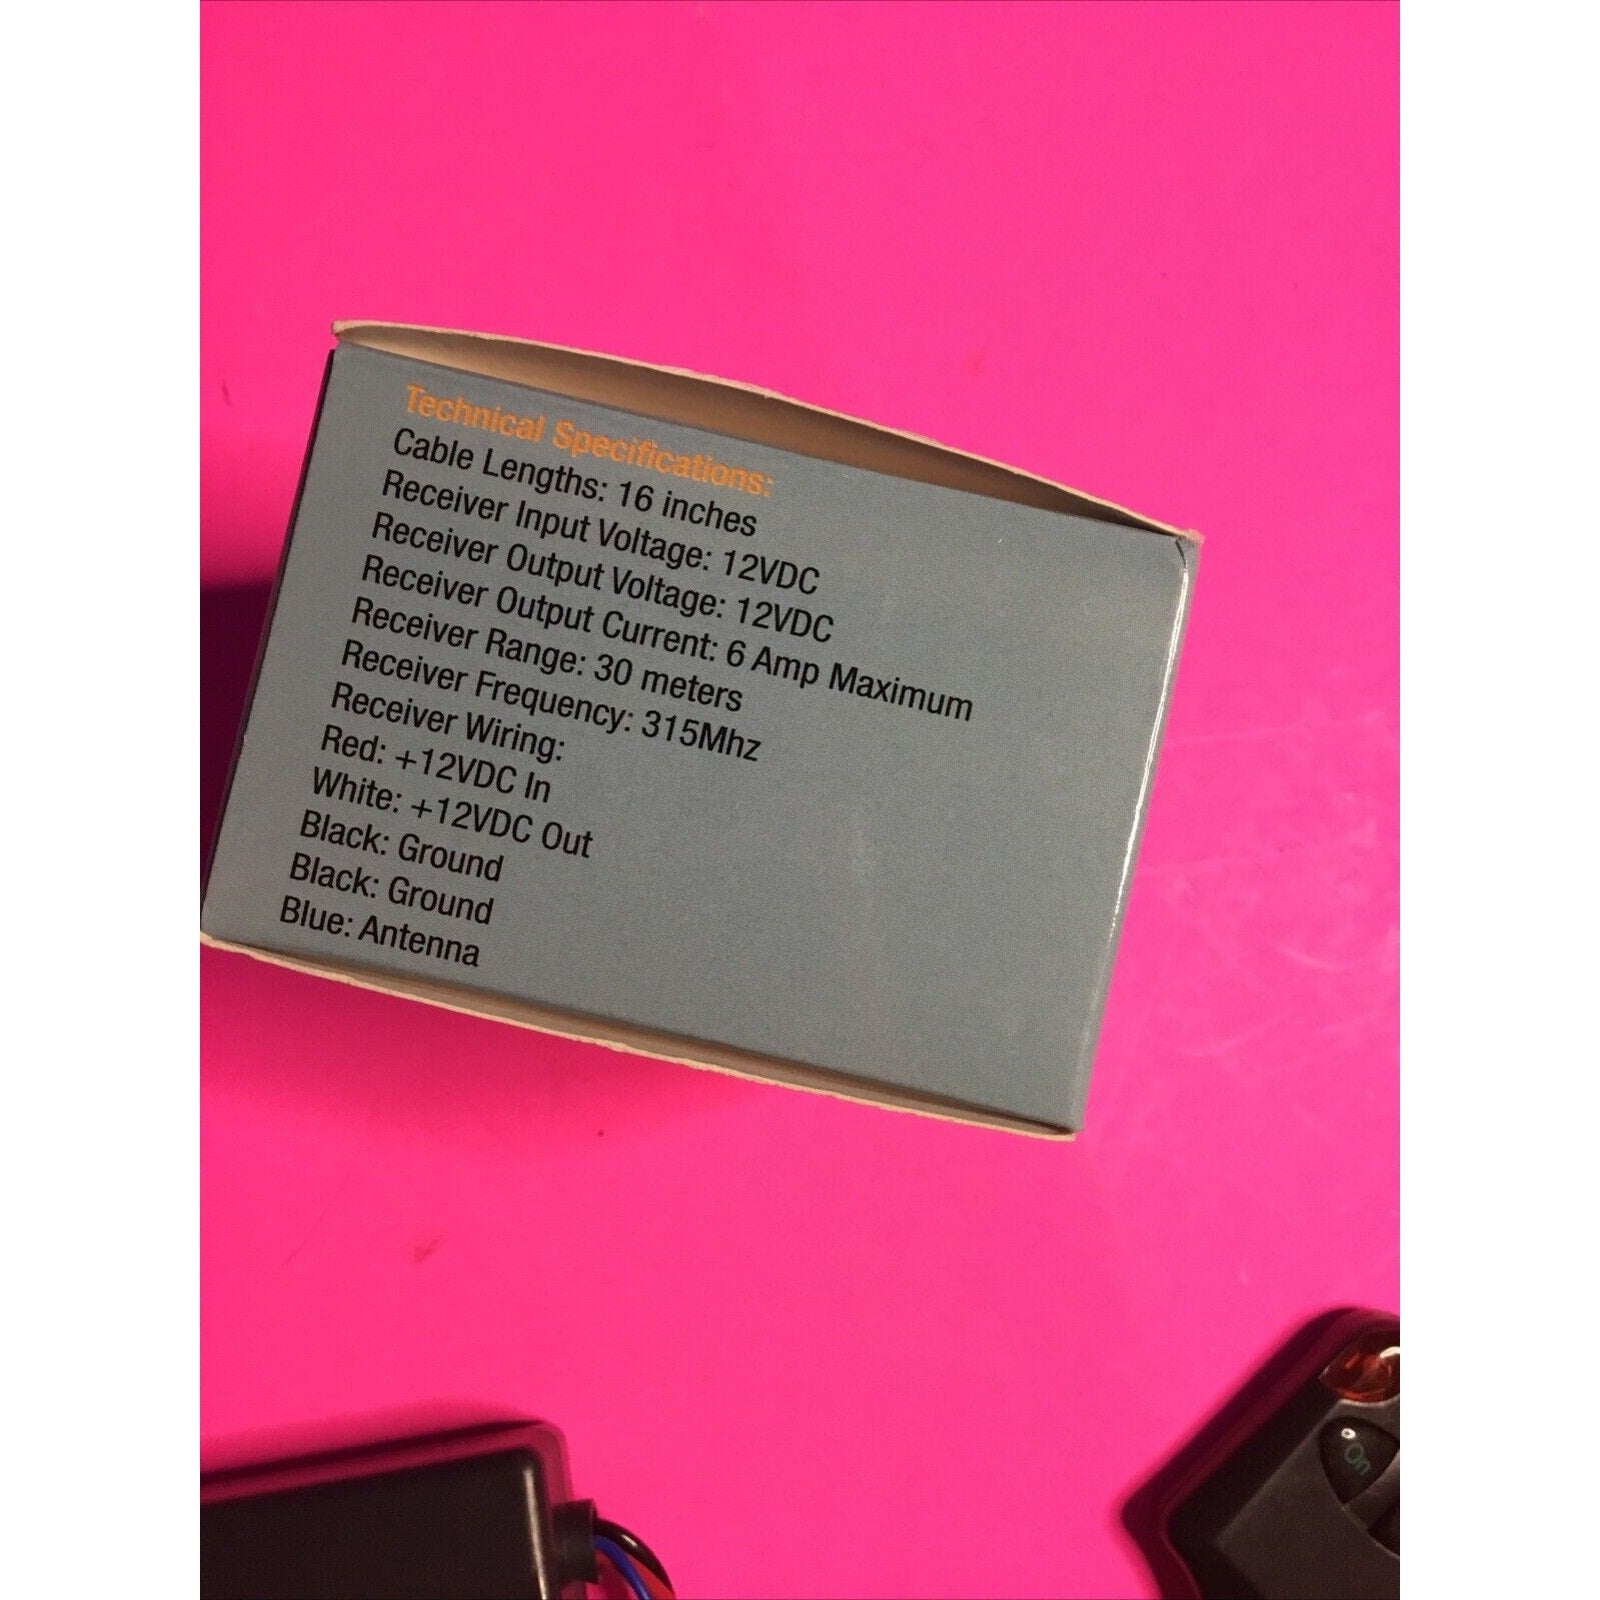 Technical Specifications:
Cable Lengths: 16 inches
Receiver Input Voltage: 12VDC
Receiver Output Voltage: 12VDC
Receiver Output Current: 6 Amp Maximum
Receiver Range: 30 meters
Receiver Frequency: 315Mhz
Receiver Wiring:
Red: +12VDC In
White: +12VDC Out
Black: Ground
Black: Ground
Blue: Antenna
On